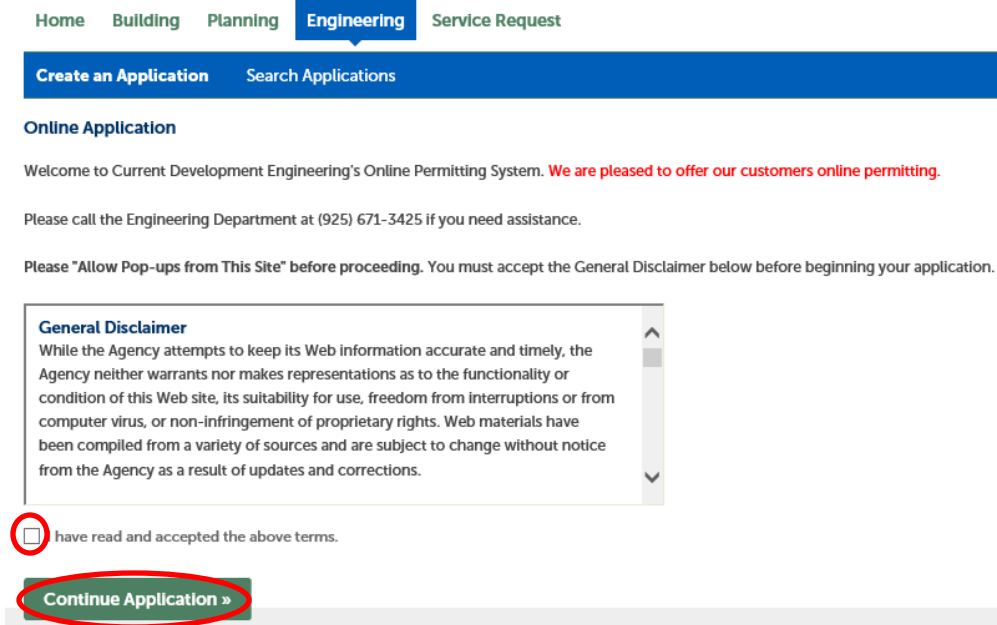 Home Building Planning Engineering Service Request
Create an Application Search Applications
Online Application
Welcome to Current Development Engineering's Online Permitting System. We are pleased to offer our customers online permitting.
Please call the Engineering Department at (925) 671-3425 if you need assistance.
Please "Allow Pop-ups from This Site" before proceeding. You must accept the General Disclaimer below before beginning your application.
General Disclaimer
While the Agency attempts to keep its Web information accurate and timely, the
Agency neither warrants nor makes representations as to the functionality or
condition of this Web site, its suitability for use, freedom from interruptions or from
computer virus, or non-infringement of proprietary rights. Web materials have
been compiled from a variety of sources and are subject to change without notice
from the Agency as a result of updates and corrections.
have read and accepted the above terms.
Continue Application »